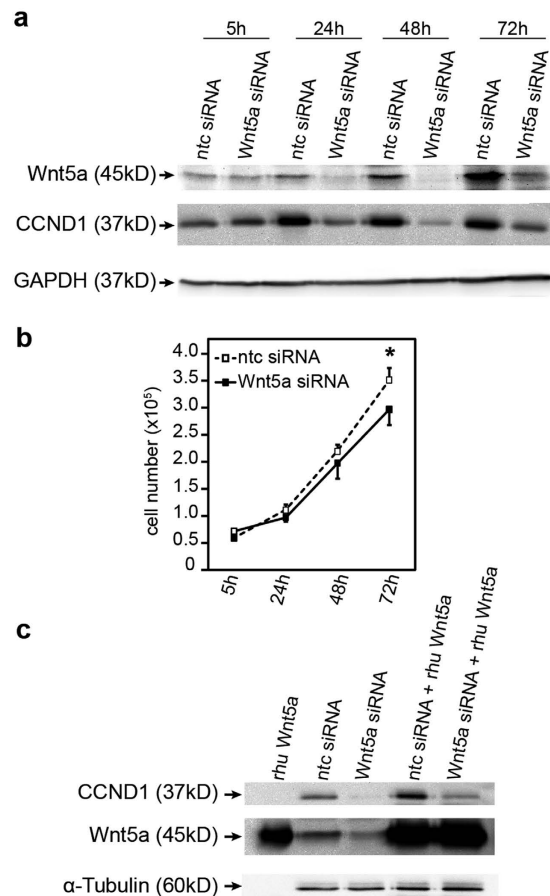 a
5h 24h 48h 72h
ntc siRNA Wnt5a siRNA ntc siRNA Wnt5a siRNA ntc siRNA Wnt5a siRNA ntc siRNA Wnt5a siRNA
Wnt5a (45kD)
CCND1 (37kD)
GAPDH (37kD)
b
4.0
3.5
3.0
2.5
2.0
1.5
1.0
0.5
0
cell number (x10⁵)
ntc siRNA
Wnt5a siRNA
*
5h 24h 48h 72h
c
rhu Wnt5a ntc siRNA Wnt5a siRNA ntc siRNA + rhu Wnt5a Wnt5a siRNA + rhu Wnt5a
CCND1 (37kD)
Wnt5a (45kD)
α-Tubulin (60kD)